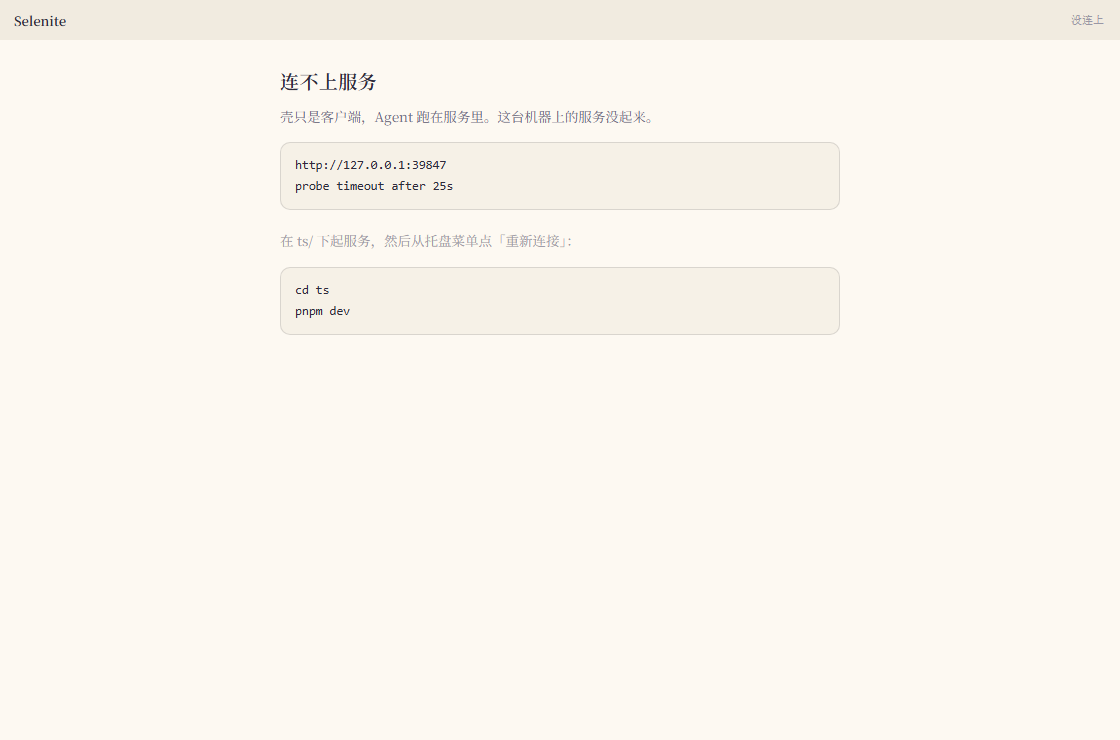 Selenite
没连上
连不上服务
壳只是客户端，Agent 跑在服务里。这台机器上的服务没起来。
http://127.0.0.1:39847
probe timeout after 25s
在 ts/ 下起服务，然后从托盘菜单点「重新连接」：
cd ts
pnpm dev